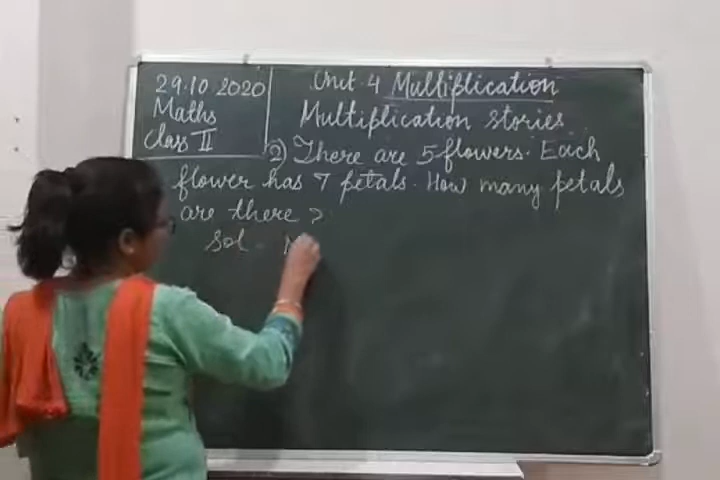 29.10 2020
Maths
Class II
Unit-4 Multiplication
Multiplication stories
2) There are 5 flowers. Each
flower has 7 petals. How many petals
are there ?
Sol -